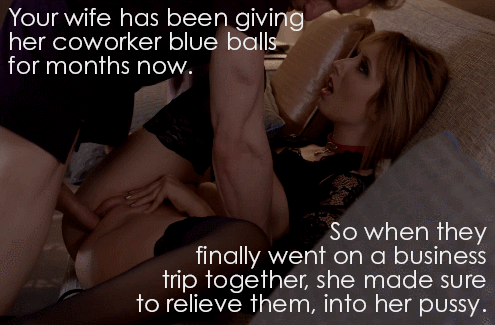 Your wife has been giving
her coworker blue balls
for months now.
So when they
finally went on a business
trip together, she made sure
to relieve them, into her pussy.